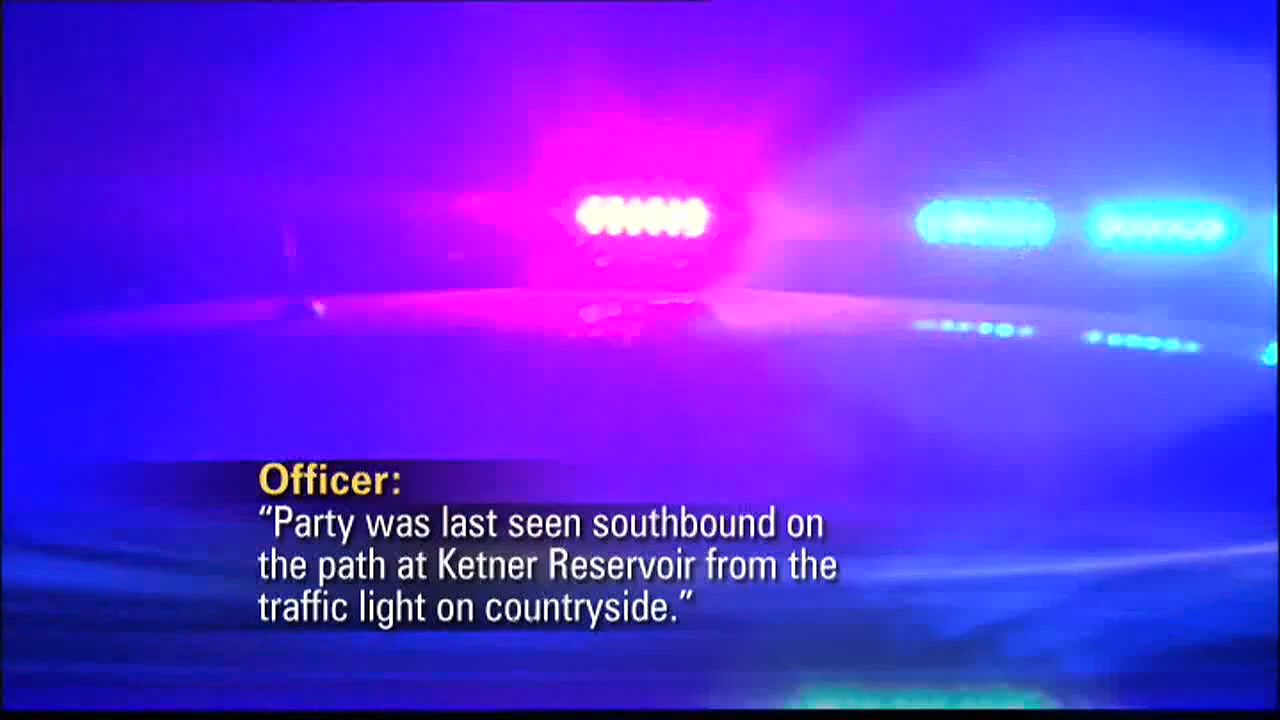 Officer:
“Party was last seen southbound on
the path at Ketner Reservoir from the
traffic light on countryside.”